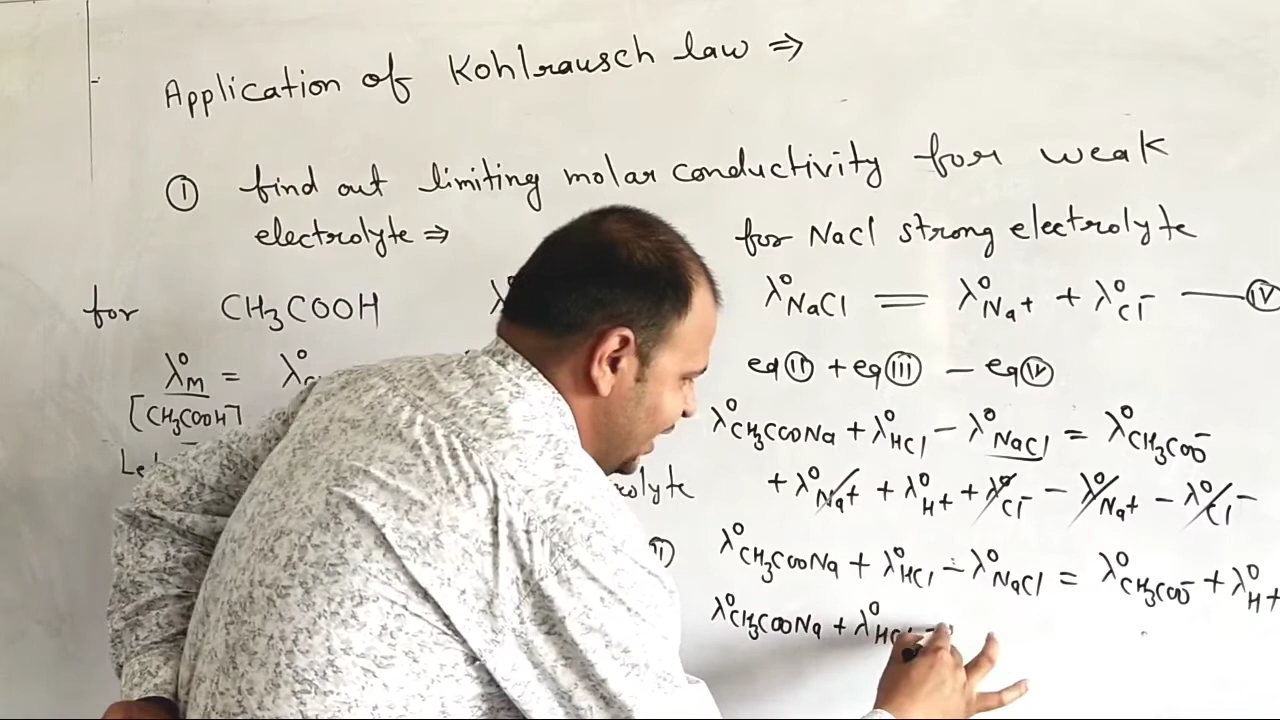 Application of Kohlrausch law ⇒
① find out limiting molar conductivity for weak
electrolyte ⇒
for CH₃COOH
λ°m =
[CH₃COOH]
for NaCl strong electrolyte
λ°NaCl = λ°Na+ + λ°Cl⁻ — Ⅳ
eq Ⅱ + eq Ⅲ − eq Ⅳ
λ°CH₃COONa + λ°HCl − λ°NaCl = λ°CH₃COO⁻
+ λ°Na+ + λ°H+ + λ°Cl⁻ − λ°Na+ − λ°Cl⁻
λ°CH₃COONa + λ°HCl − λ°NaCl = λ°CH₃COO⁻ + λ°H+
λ°CH₃COONa + λ°